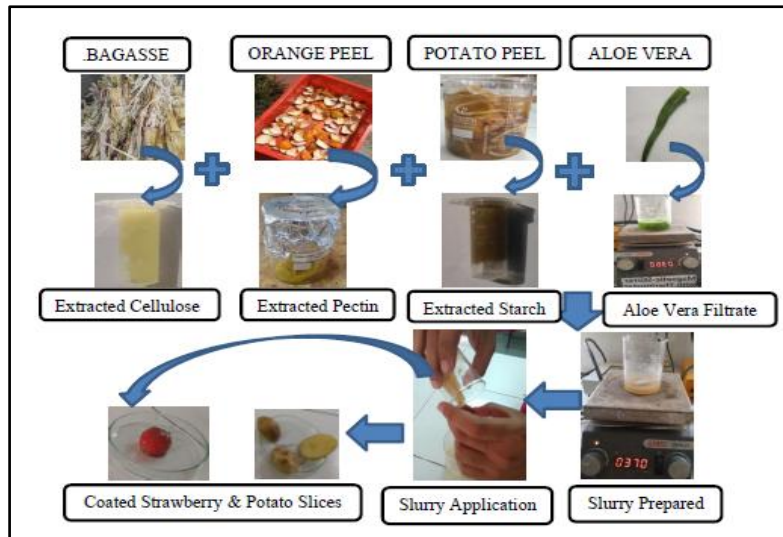 .BAGASSE
ORANGE PEEL
POTATO PEEL
ALOE VERA
Extracted Cellulose
Extracted Pectin
Extracted Starch
Aloe Vera Filtrate
0370
Coated Strawberry & Potato Slices
Slurry Application
Slurry Prepared